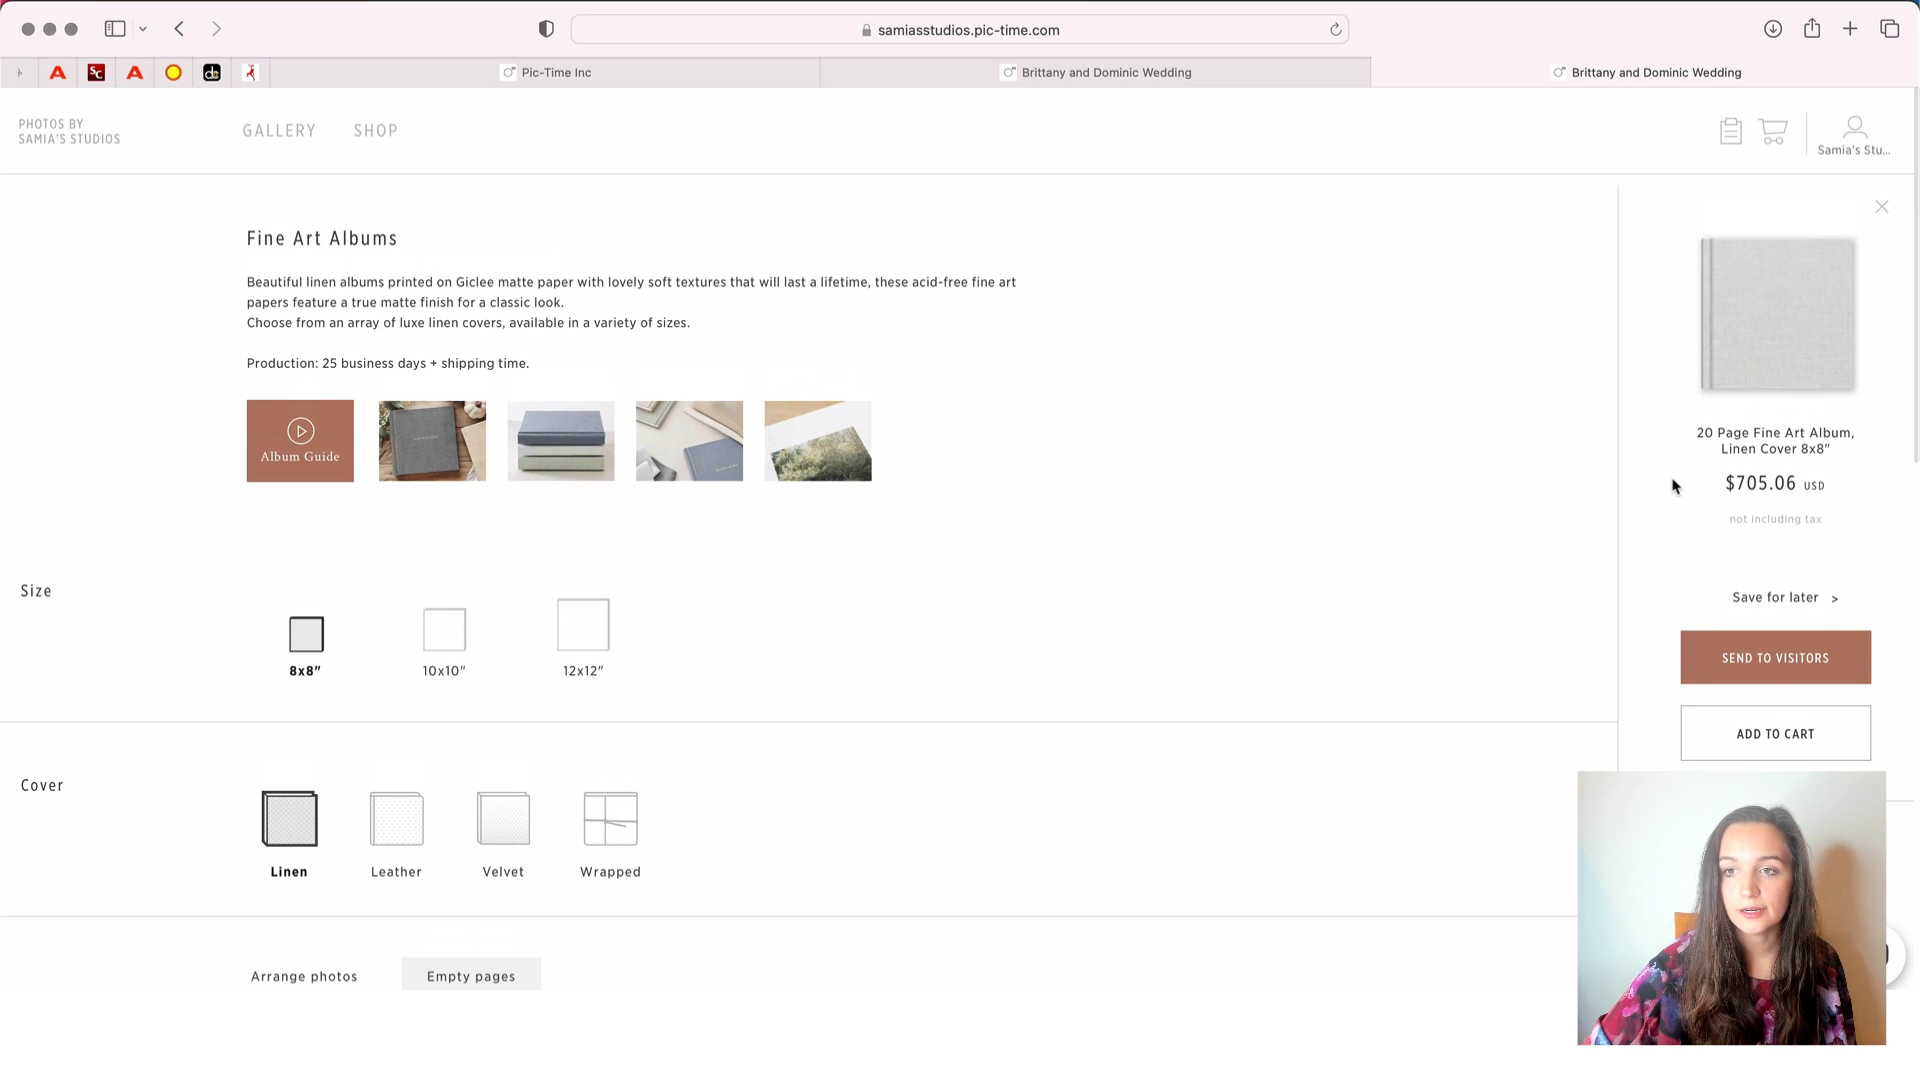 samiasstudios.pic-time.com
Pic-Time Inc
Brittany and Dominic Wedding
Brittany and Dominic Wedding
PHOTOS BY
SAMIA'S STUDIOS
GALLERY
SHOP
Samia's Stu...
Fine Art Albums
Beautiful linen albums printed on Giclee matte paper with lovely soft textures that will last a lifetime, these acid-free fine art
papers feature a true matte finish for a classic look.
Choose from an array of luxe linen covers, available in a variety of sizes.
Production: 25 business days + shipping time.
Album Guide
20 Page Fine Art Album,
Linen Cover 8x8"
$705.06 USD
not including tax
Save for later >
SEND TO VISITORS
ADD TO CART
Size
8x8"
10x10"
12x12"
Cover
Linen
Leather
Velvet
Wrapped
Arrange photos
Empty pages